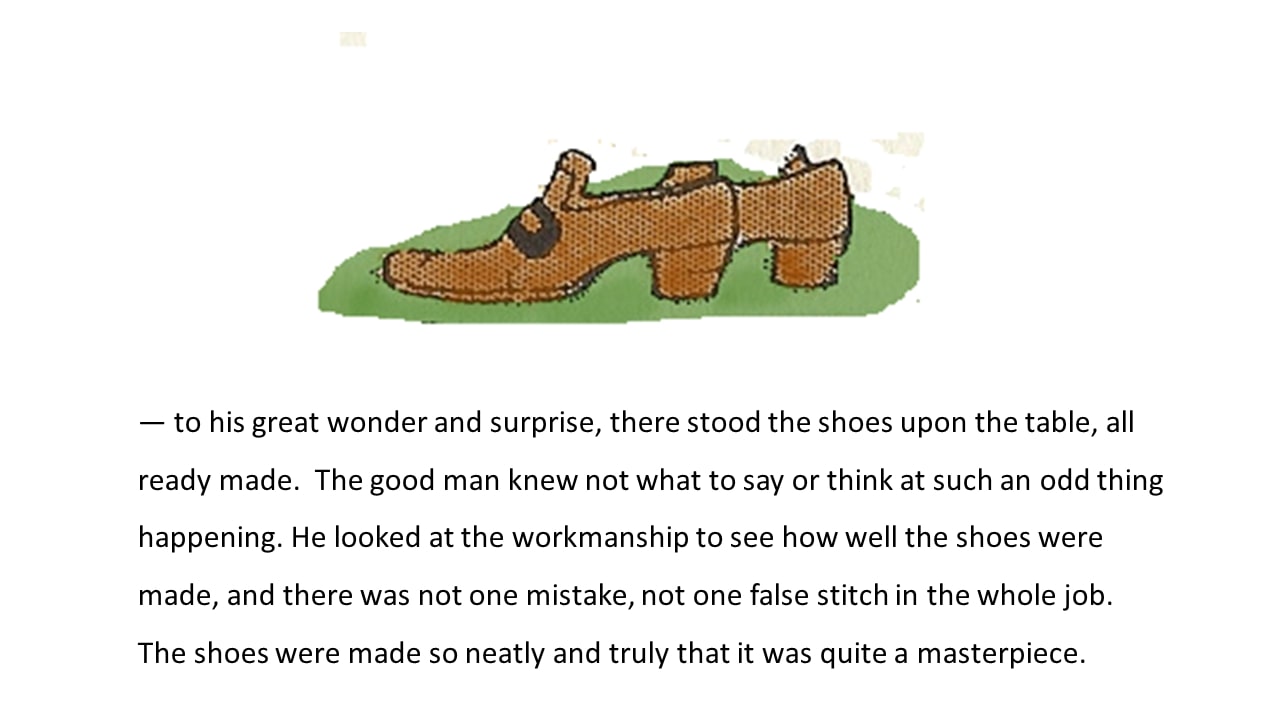 — to his great wonder and surprise, there stood the shoes upon the table, all
ready made.  The good man knew not what to say or think at such an odd thing
happening. He looked at the workmanship to see how well the shoes were
made, and there was not one mistake, not one false stitch in the whole job.
The shoes were made so neatly and truly that it was quite a masterpiece.